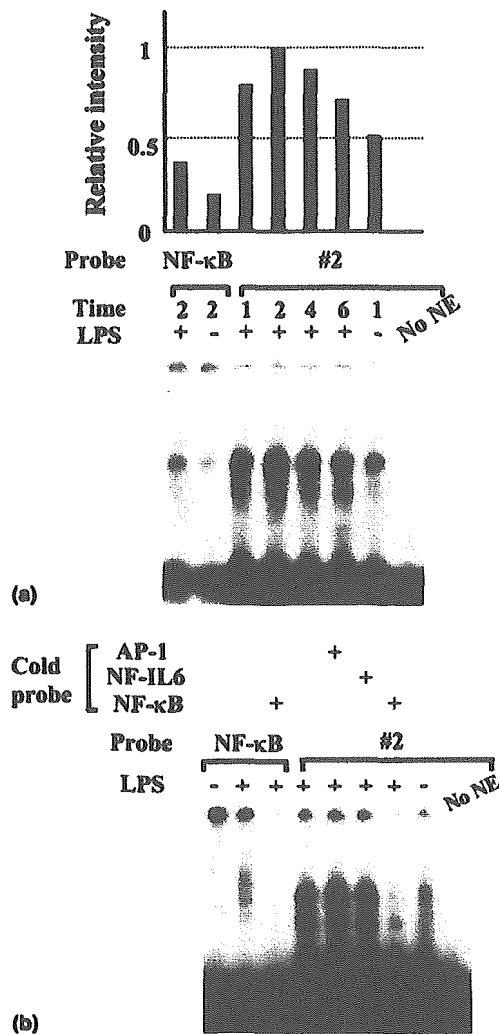 Relative intensity
1
0.5
0
Probe NF-κB #2
Time 2 2 1 2 4 6 1 No NE
LPS + - + + + + -
(a)
Cold probe
AP-1 +
NF-IL6 +
NF-κB + +
Probe NF-κB #2
LPS - + + + + + + - No NE
(b)